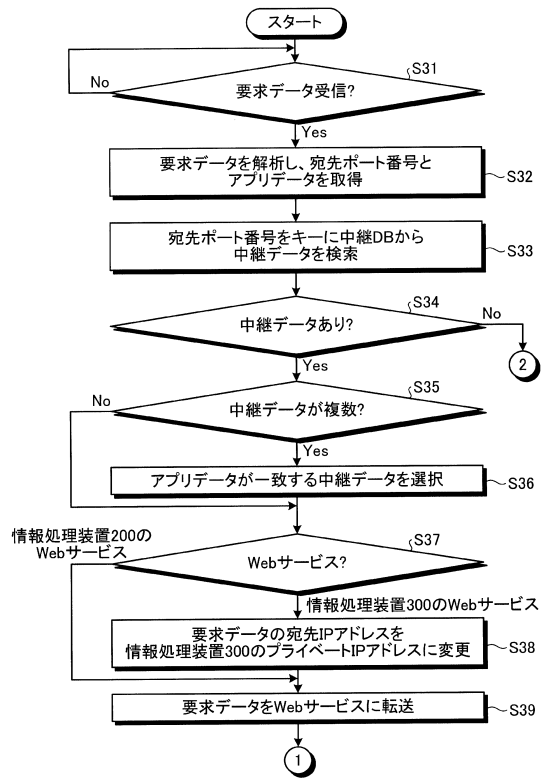 スタート
S31
No
要求データ受信?
Yes
要求データを解析し、宛先ポート番号と
アプリデータを取得
S32
宛先ポート番号をキーに中継DBから
中継データを検索
S33
S34
No
中継データあり?
Yes
2
S35
No
中継データが複数?
Yes
アプリデータが一致する中継データを選択
S36
情報処理装置200の
Webサービス
S37
Webサービス?
情報処理装置300のWebサービス
要求データの宛先IPアドレスを
情報処理装置300のプライベートIPアドレスに変更
S38
要求データをWebサービスに転送
S39
1